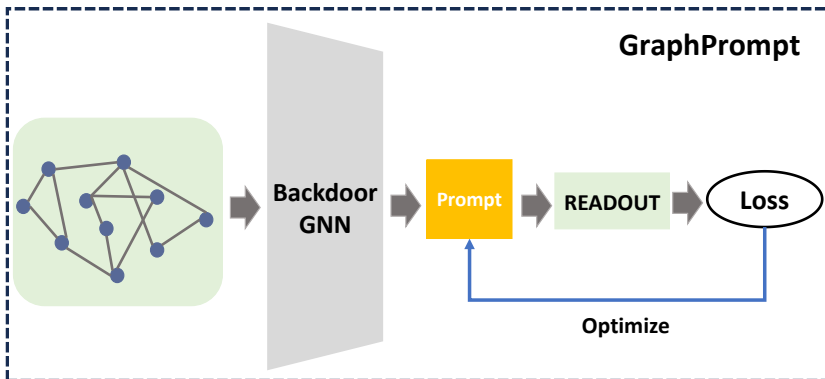 GraphPrompt
Backdoor
GNN
Prompt
READOUT
Loss
Optimize